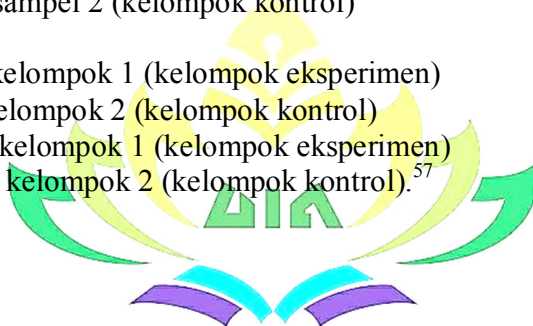 sampel 2 (kelompok kontrol)
kelompok 1 (kelompok eksperimen)
kelompok 2 (kelompok kontrol)
kelompok 1 (kelompok eksperimen)
kelompok 2 (kelompok kontrol).57